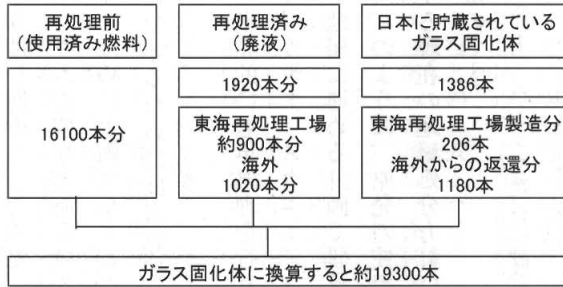 再処理前
（使用済み燃料）
再処理済み
（廃液）
日本に貯蔵されている
ガラス固化体
16100本分
1920本分
東海再処理工場
約900本分
海外
1020本分
1386本
東海再処理工場製造分
206本
海外からの返還分
1180本
ガラス固化体に換算すると約19300本